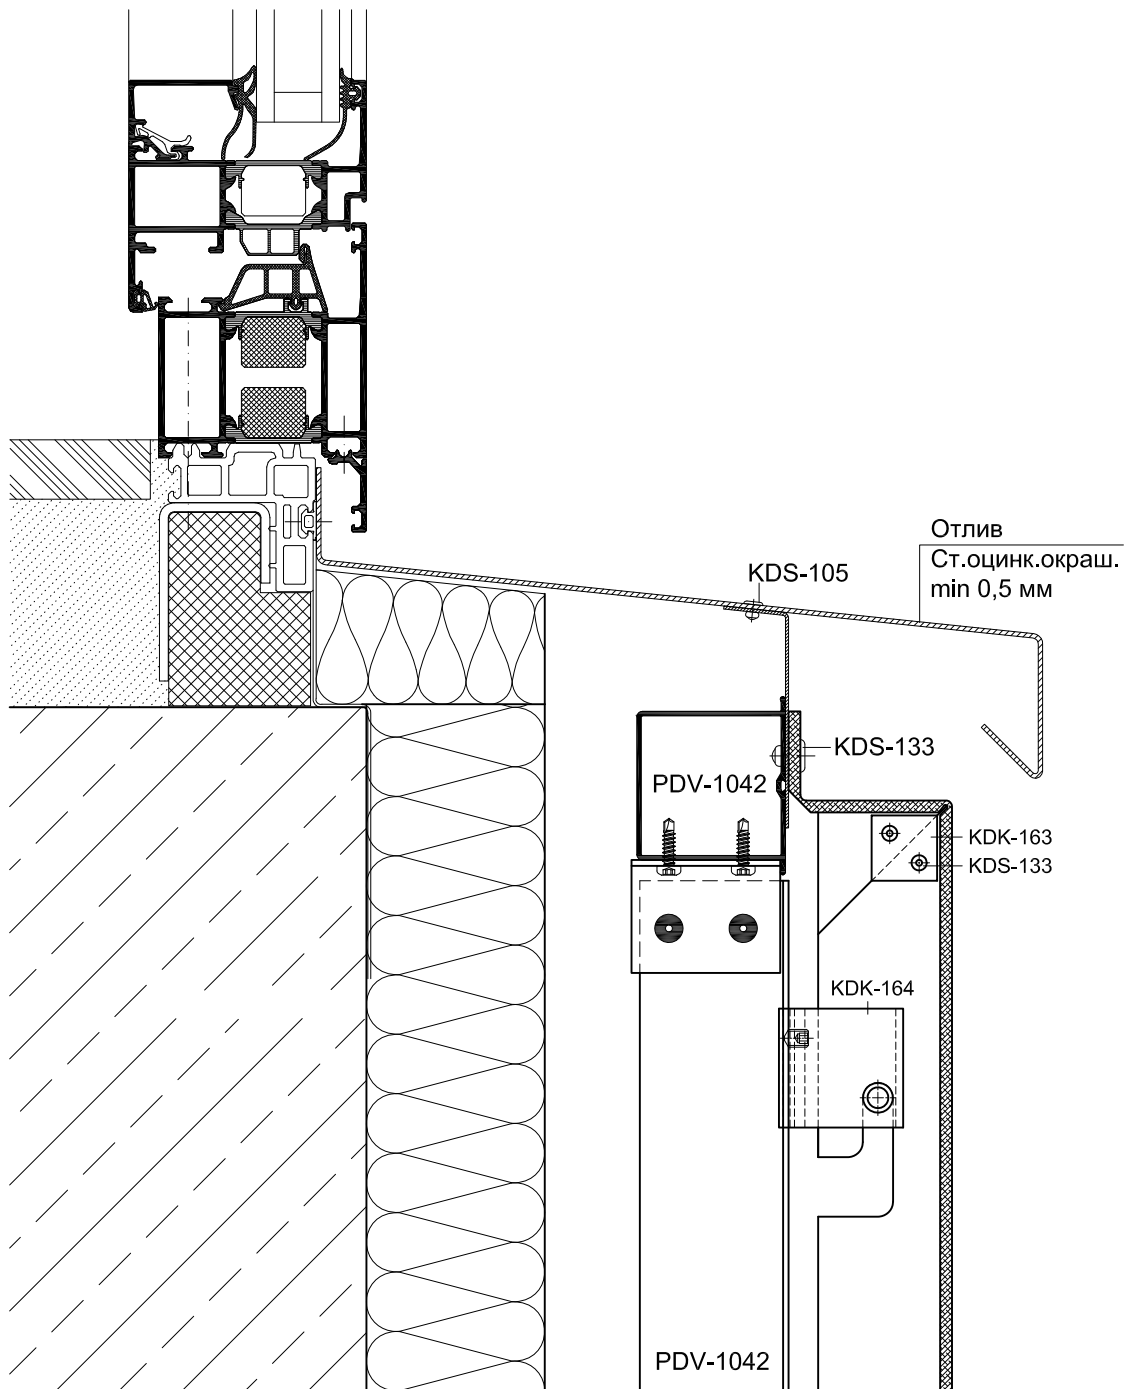 Отлив
Ст.оцинк.окраш.
min 0,5 мм
KDS-105
KDS-133
PDV-1042
KDK-163
KDS-133
KDK-164
PDV-1042